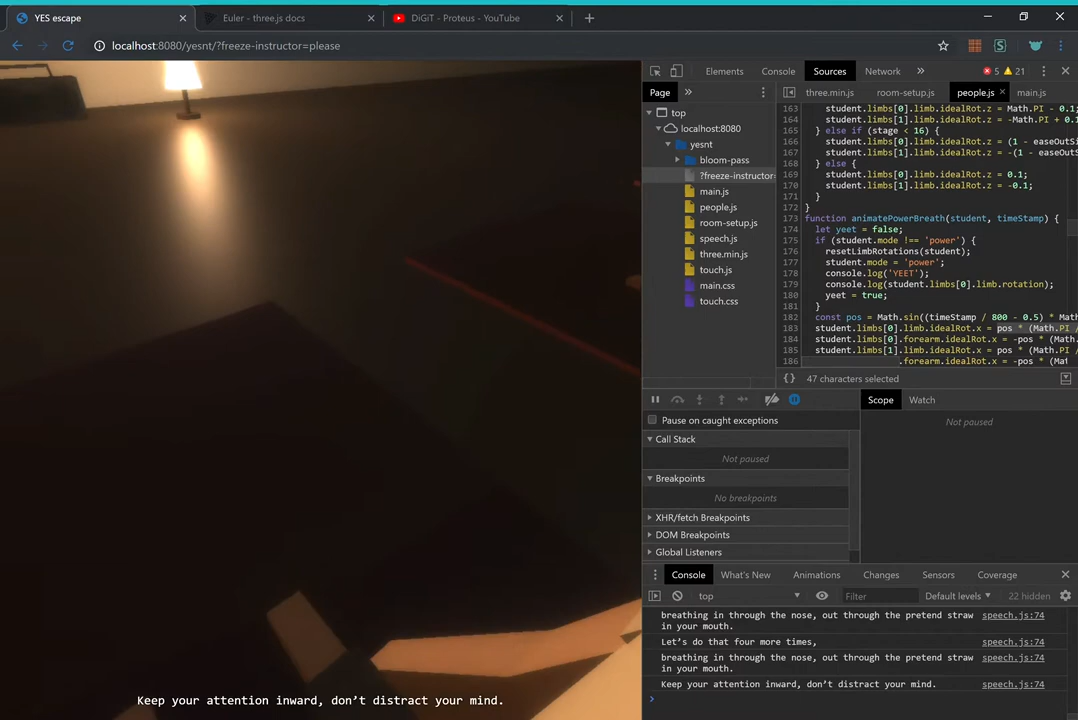 YES escape
Euler - three.js docs
DiGiT - Proteus - YouTube
localhost:8080/yesnt/?freeze-instructor=please
Elements
Console
Sources
Network
5
21
Page
three.min.js
room-setup.js
people.js
main.js
top
localhost:8080
yesnt
bloom-pass
?freeze-instructor=
main.js
people.js
room-setup.js
speech.js
three.min.js
touch.js
main.css
touch.css
163 student.limbs[0].limb.idealRot.z = Math.PI - 0.1;
164 student.limbs[1].limb.idealRot.z = -Math.PI + 0.1
165 } else if (stage < 16) {
166 student.limbs[0].limb.idealRot.z = (1 - easeOutSi
167 student.limbs[1].limb.idealRot.z = -(1 - easeOutS
168 } else {
169 student.limbs[0].limb.idealRot.z = 0.1;
170 student.limbs[1].limb.idealRot.z = -0.1;
171 }
172 }
173 function animatePowerBreath(student, timeStamp) {
174 let yeet = false;
175 if (student.mode !== 'power') {
176 resetLimbRotations(student);
177 student.mode = 'power';
178 console.log('YEET');
179 console.log(student.limbs[0].limb.rotation);
180 yeet = true;
181 }
182 const pos = Math.sin((timeStamp / 800 - 0.5) * Math
183 student.limbs[0].limb.idealRot.x = pos * (Math.PI /
184 student.limbs[0].forearm.idealRot.x = -pos * (Math.
185 student.limbs[1].limb.idealRot.x = pos * (Math.PI /
186 .forearm.idealRot.x = -pos * (Mat
{} 47 characters selected
Pause on caught exceptions
Call Stack
Not paused
Breakpoints
No breakpoints
XHR/fetch Breakpoints
DOM Breakpoints
Global Listeners
Scope
Watch
Not paused
Console
What's New
Animations
Changes
Sensors
Coverage
top
Filter
Default levels
22 hidden
breathing in through the nose, out through the pretend straw speech.js:74
in your mouth.
Let's do that four more times, speech.js:74
breathing in through the nose, out through the pretend straw speech.js:74
in your mouth.
Keep your attention inward, don't distract your mind. speech.js:74
Keep your attention inward, don't distract your mind.